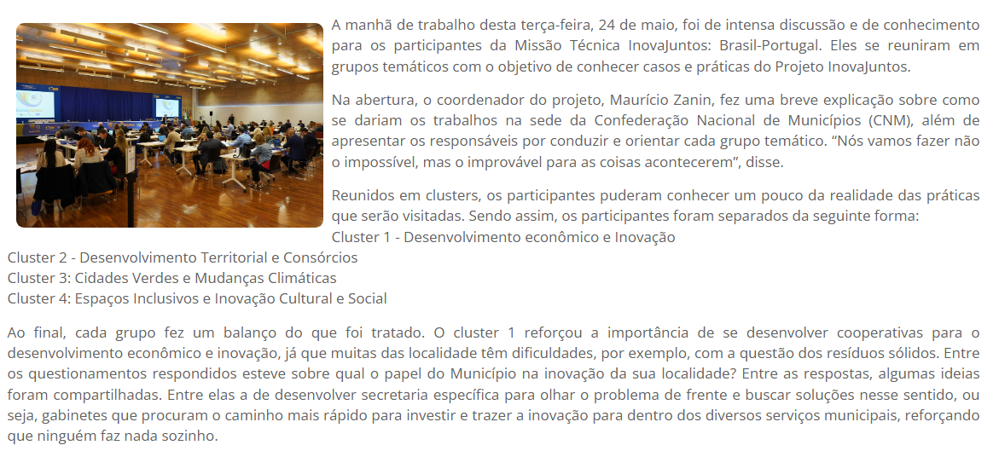 A manhã de trabalho desta terça-feira, 24 de maio, foi de intensa discussão e de conhecimento
para os participantes da Missão Técnica InovaJuntos: Brasil-Portugal. Eles se reuniram em
grupos temáticos com o objetivo de conhecer casos e práticas do Projeto InovaJuntos.
Na abertura, o coordenador do projeto, Maurício Zanin, fez uma breve explicação sobre como
se dariam os trabalhos na sede da Confederação Nacional de Municípios (CNM), além de
apresentar os responsáveis por conduzir e orientar cada grupo temático. “Nós vamos fazer não
o impossível, mas o improvável para as coisas acontecerem”, disse.
Reunidos em clusters, os participantes puderam conhecer um pouco da realidade das práticas
que serão visitadas. Sendo assim, os participantes foram separados da seguinte forma:
Cluster 1 - Desenvolvimento econômico e Inovação
Cluster 2 - Desenvolvimento Territorial e Consórcios
Cluster 3: Cidades Verdes e Mudanças Climáticas
Cluster 4: Espaços Inclusivos e Inovação Cultural e Social
Ao final, cada grupo fez um balanço do que foi tratado. O cluster 1 reforçou a importância de se desenvolver cooperativas para o
desenvolvimento econômico e inovação, já que muitas das localidade têm dificuldades, por exemplo, com a questão dos resíduos sólidos. Entre
os questionamentos respondidos esteve sobre qual o papel do Município na inovação da sua localidade? Entre as respostas, algumas ideias
foram compartilhadas. Entre elas a de desenvolver secretaria específica para olhar o problema de frente e buscar soluções nesse sentido, ou
seja, gabinetes que procuram o caminho mais rápido para investir e trazer a inovação para dentro dos diversos serviços municipais, reforçando
que ninguém faz nada sozinho.